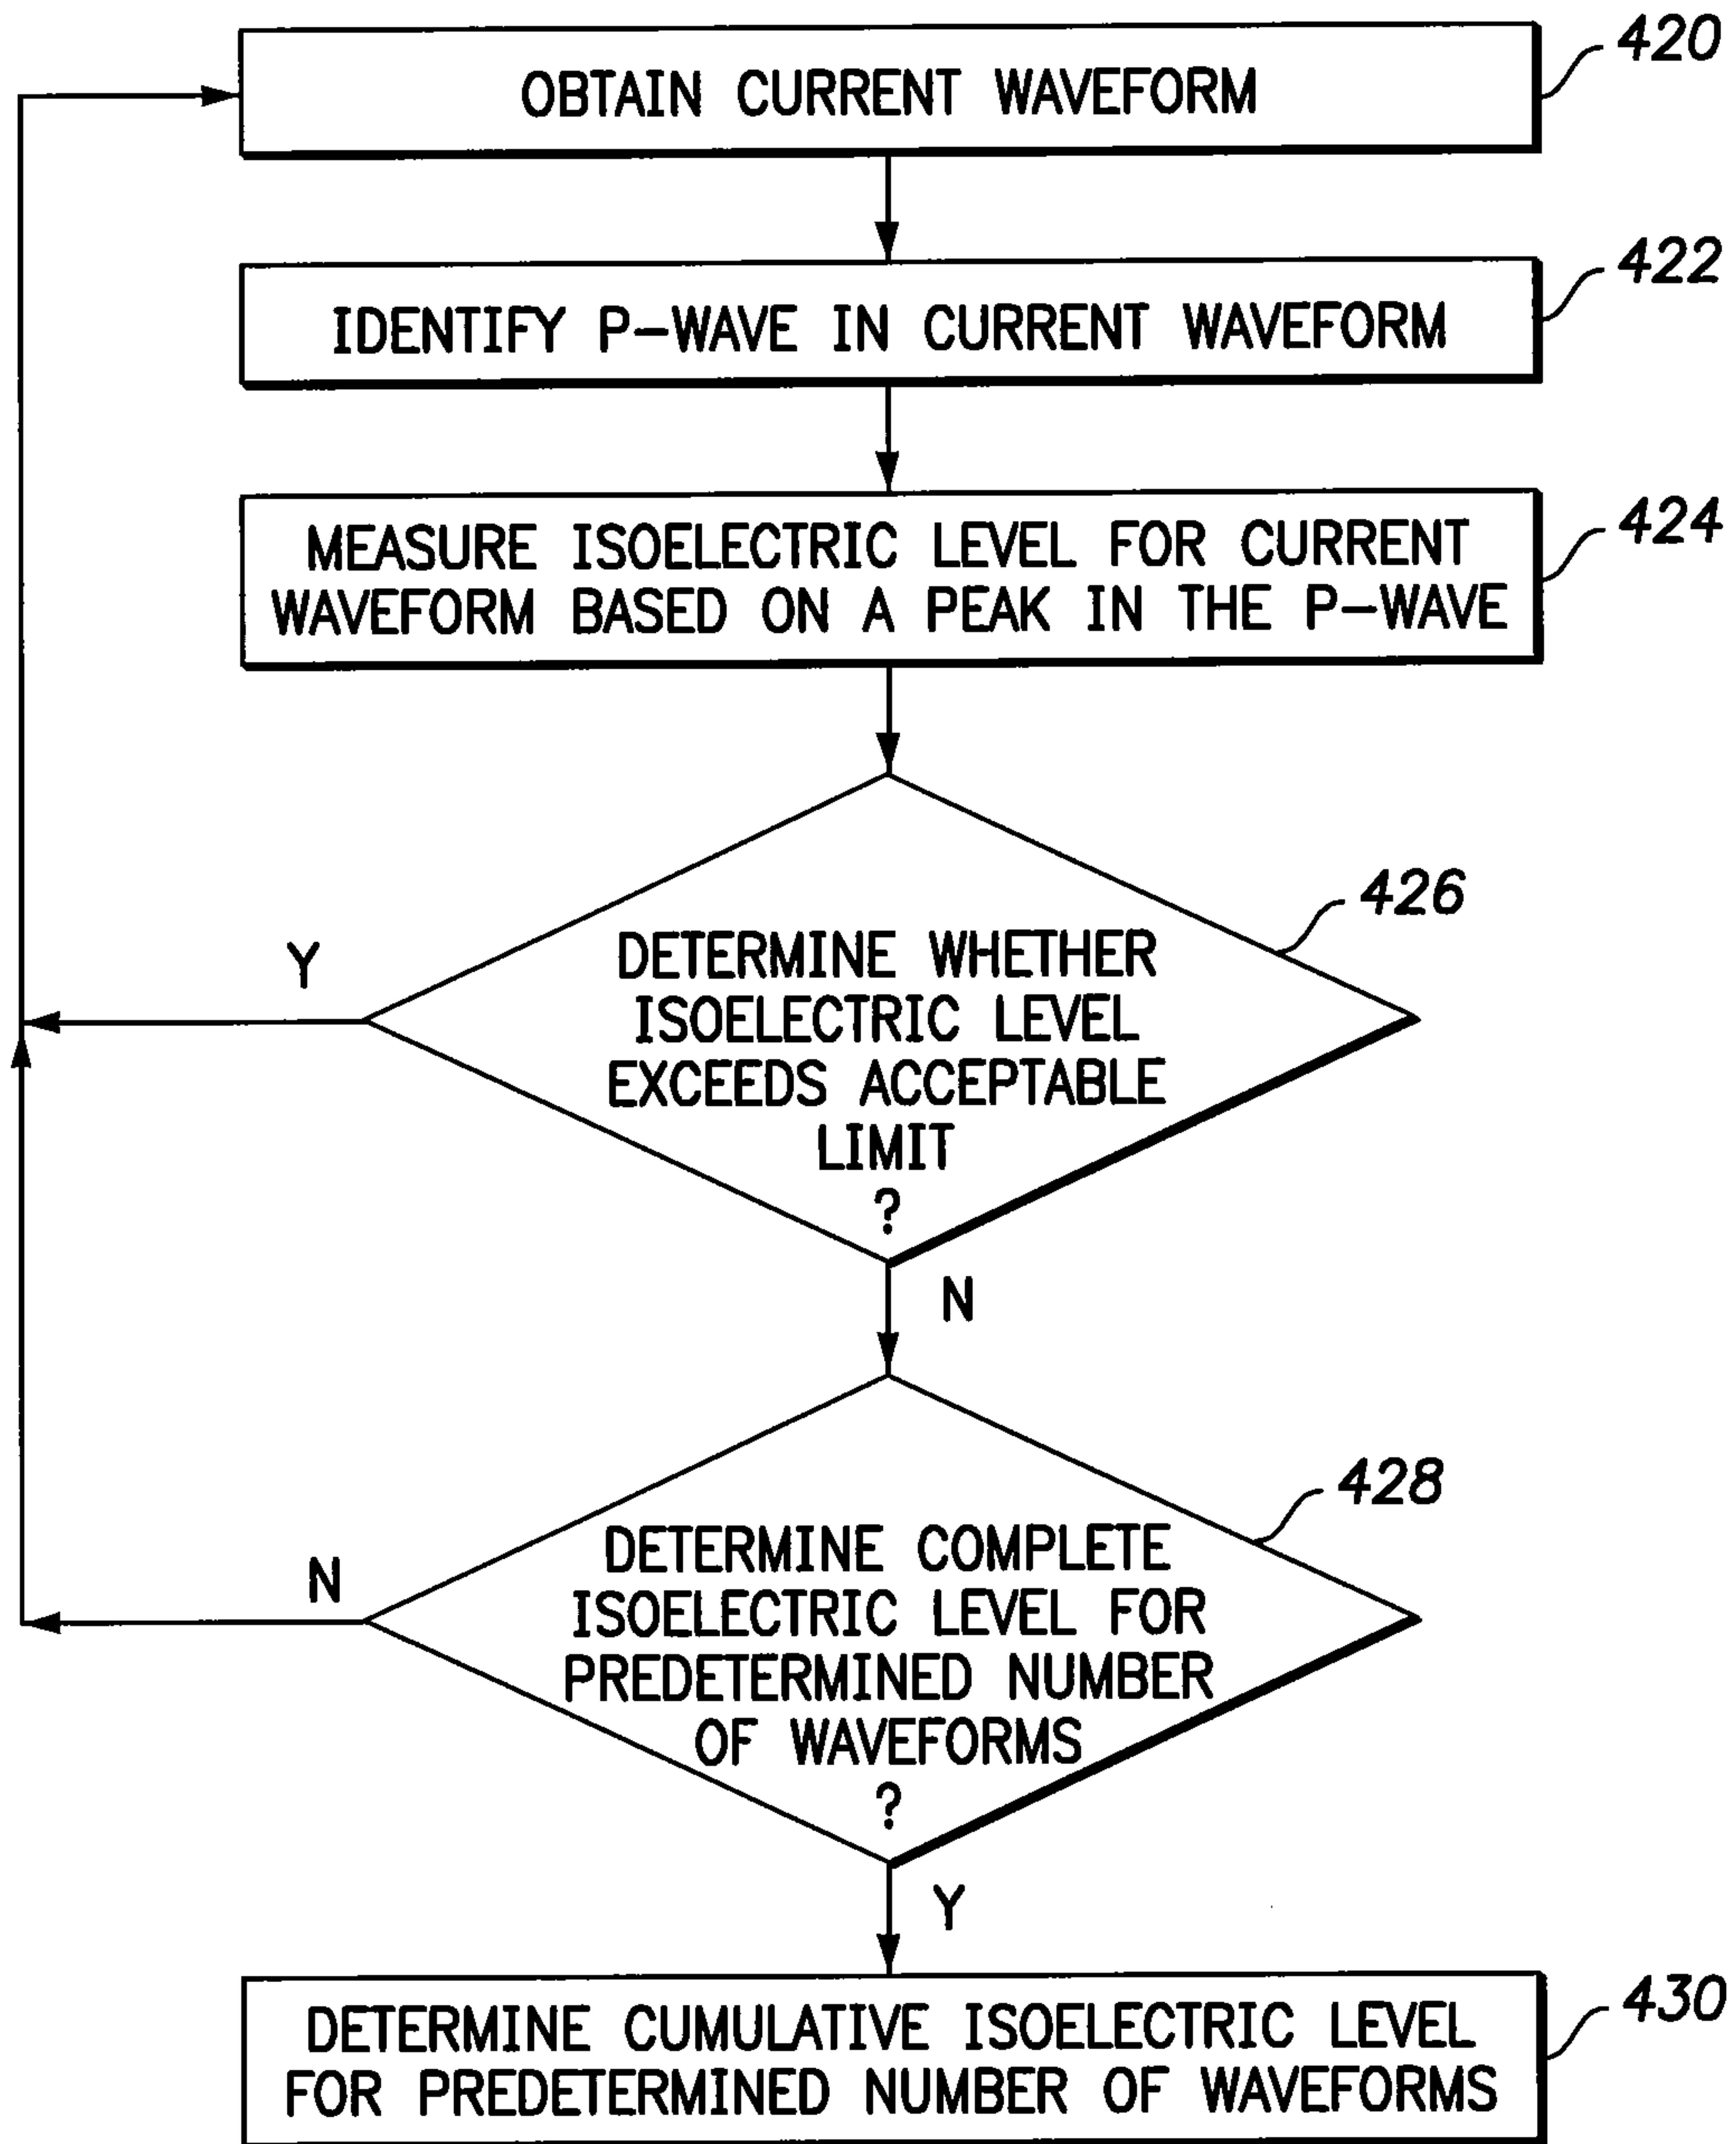 420
OBTAIN CURRENT WAVEFORM
422
IDENTIFY P-WAVE IN CURRENT WAVEFORM
424
MEASURE ISOELECTRIC LEVEL FOR CURRENT
WAVEFORM BASED ON A PEAK IN THE P-WAVE
426
Y
DETERMINE WHETHER
ISOELECTRIC LEVEL
EXCEEDS ACCEPTABLE
LIMIT
?
N
428
N
DETERMINE COMPLETE
ISOELECTRIC LEVEL FOR
PREDETERMINED NUMBER
OF WAVEFORMS
?
Y
430
DETERMINE CUMULATIVE ISOELECTRIC LEVEL
FOR PREDETERMINED NUMBER OF WAVEFORMS